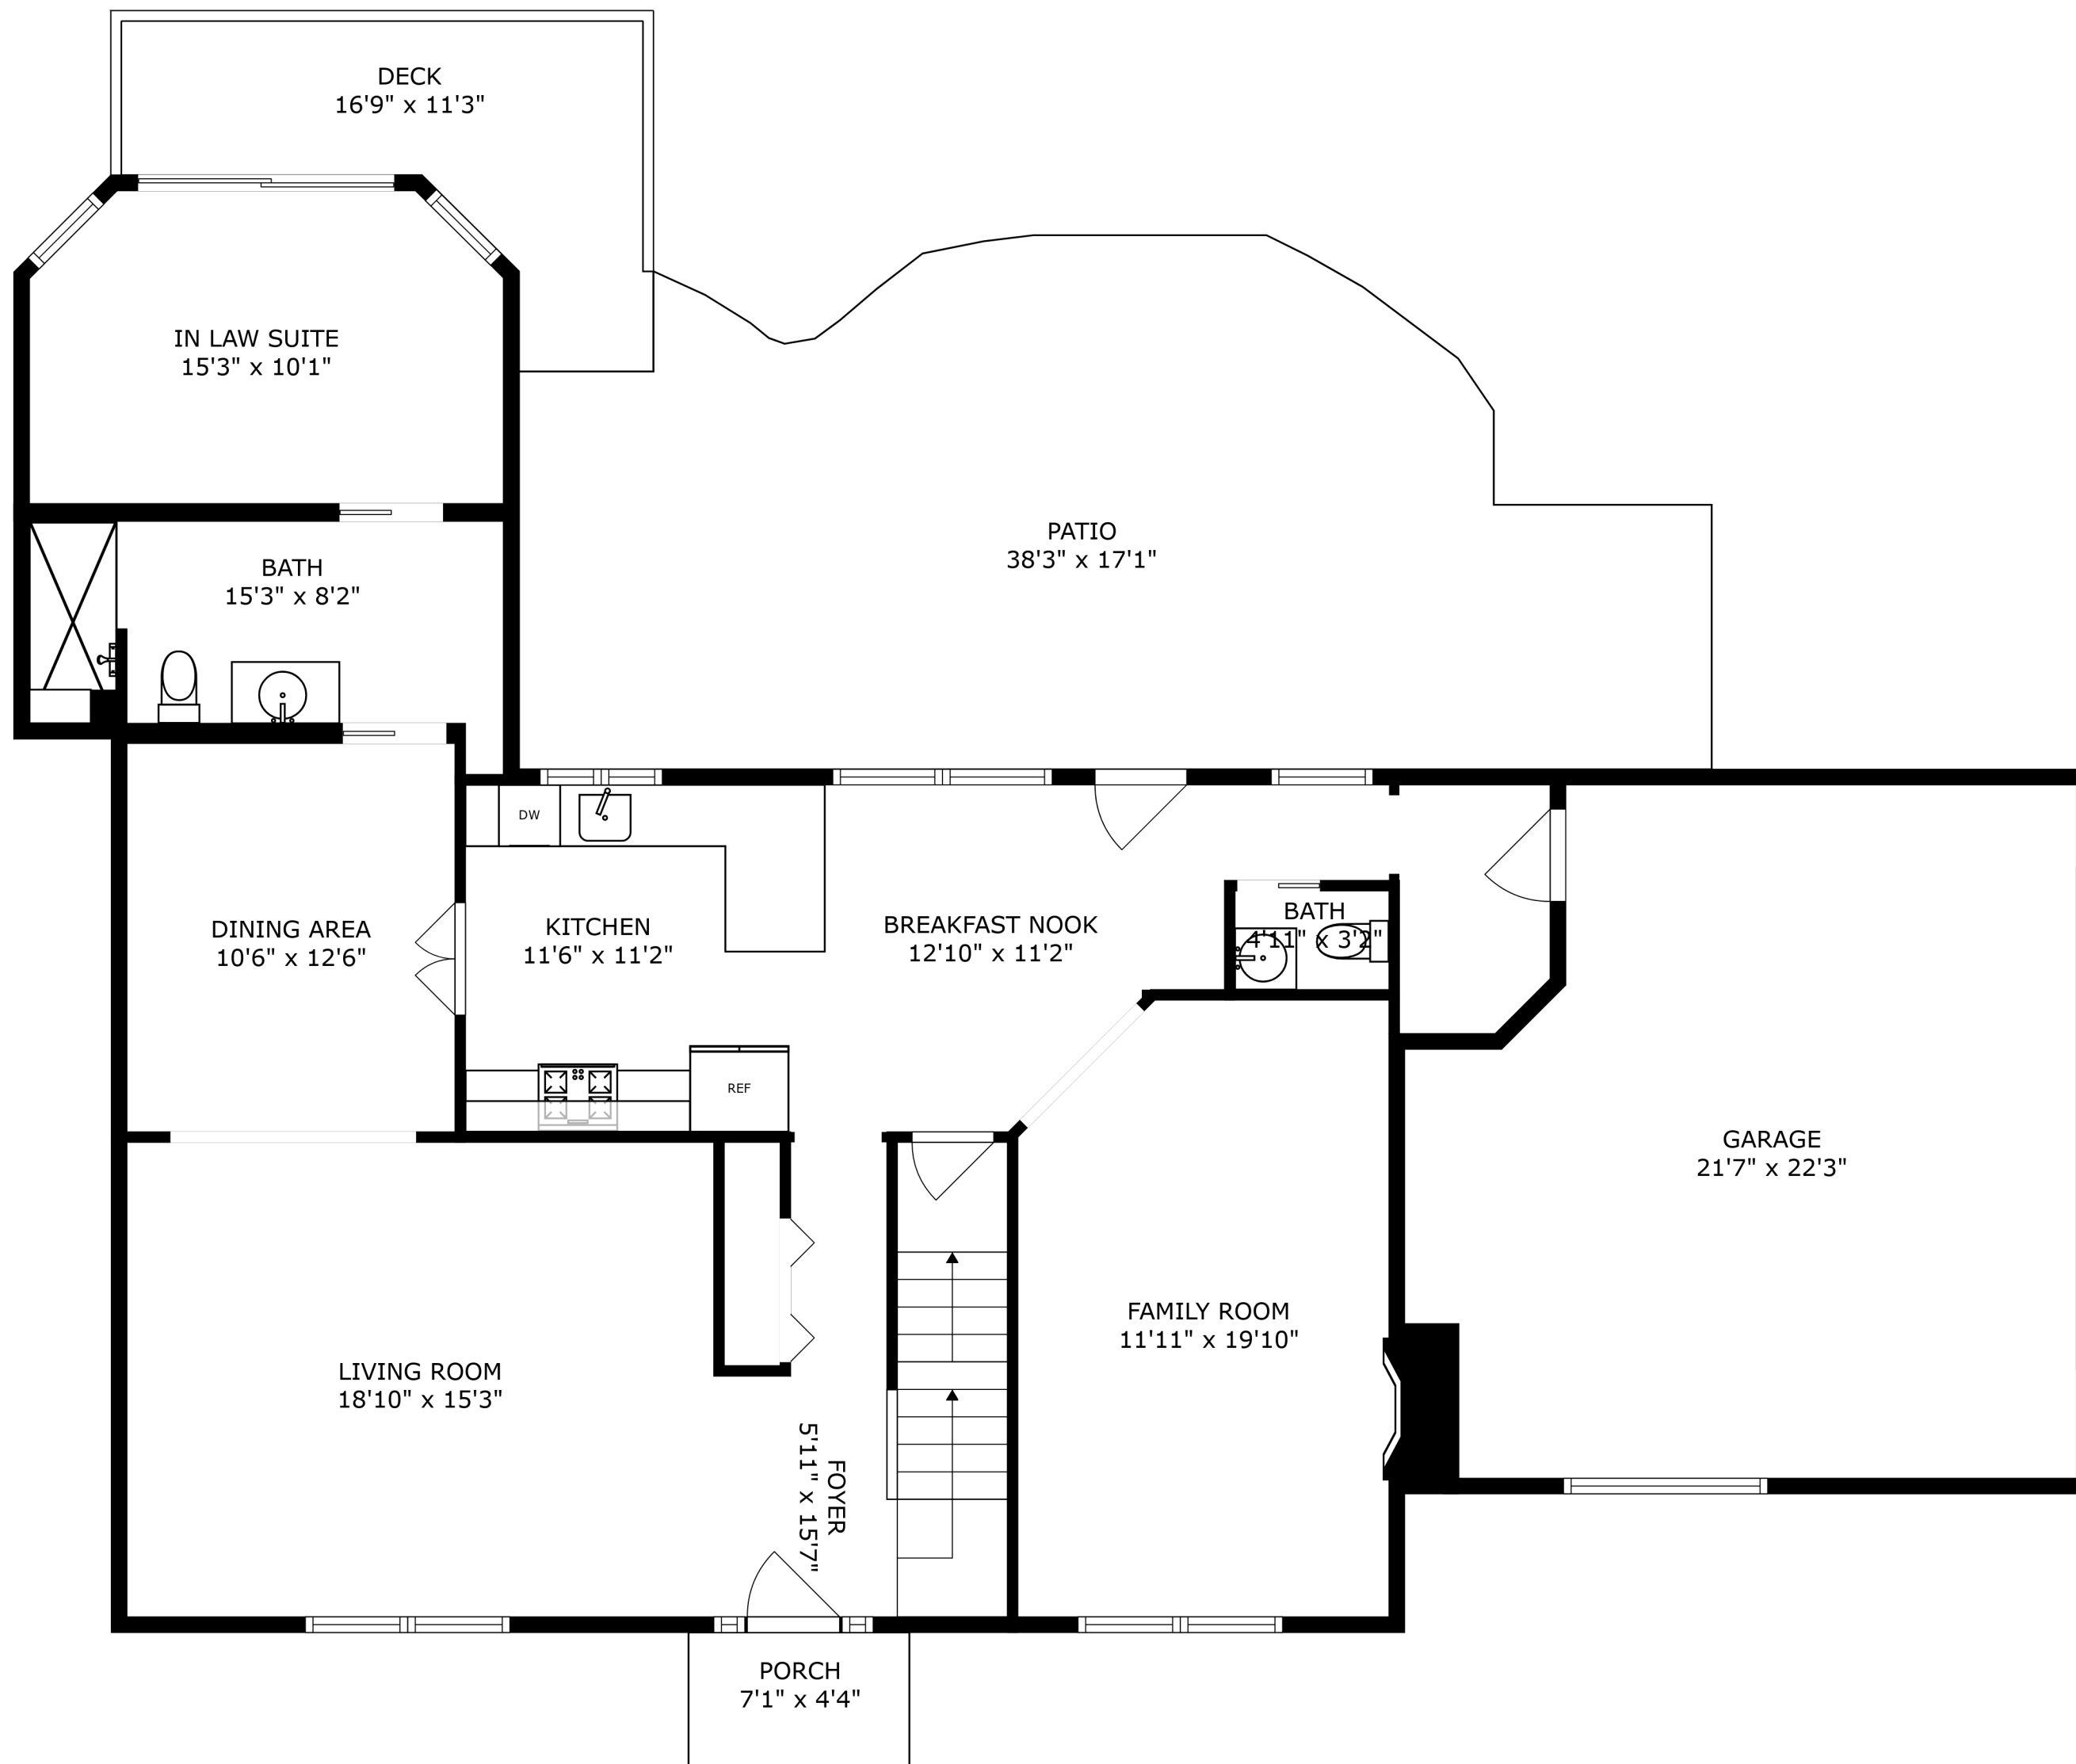 DECK
16'9" x 11'3"
IN LAW SUITE
15'3" x 10'1"
PATIO
38'3" x 17'1"
BATH
15'3" x 8'2"
DW
DINING AREA
10'6" x 12'6"
KITCHEN
11'6" x 11'2"
BREAKFAST NOOK
12'10" x 11'2"
BATH
4'11" x 3'2"
REF
GARAGE
21'7" x 22'3"
FAMILY ROOM
11'11" x 19'10"
LIVING ROOM
18'10" x 15'3"
FOYER
5'11" x 15'7"
PORCH
7'1" x 4'4"